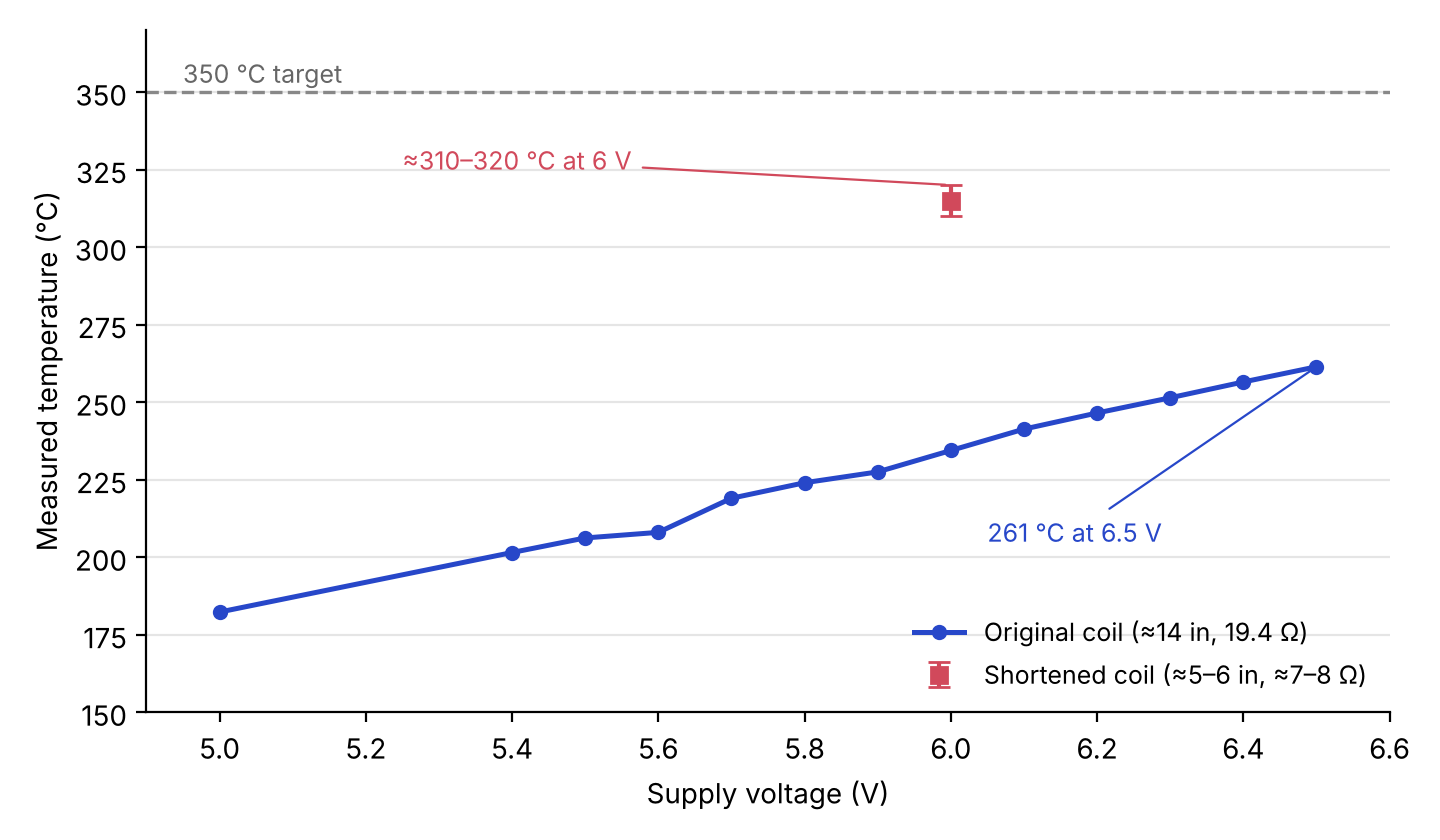 350 °C target
≈310–320 °C at 6 V
261 °C at 6.5 V
Original coil (≈14 in, 19.4 Ω)
Shortened coil (≈5–6 in, ≈7–8 Ω)
Measured temperature (°C)
350
325
300
275
250
225
200
175
150
5.0 5.2 5.4 5.6 5.8 6.0 6.2 6.4 6.6
Supply voltage (V)